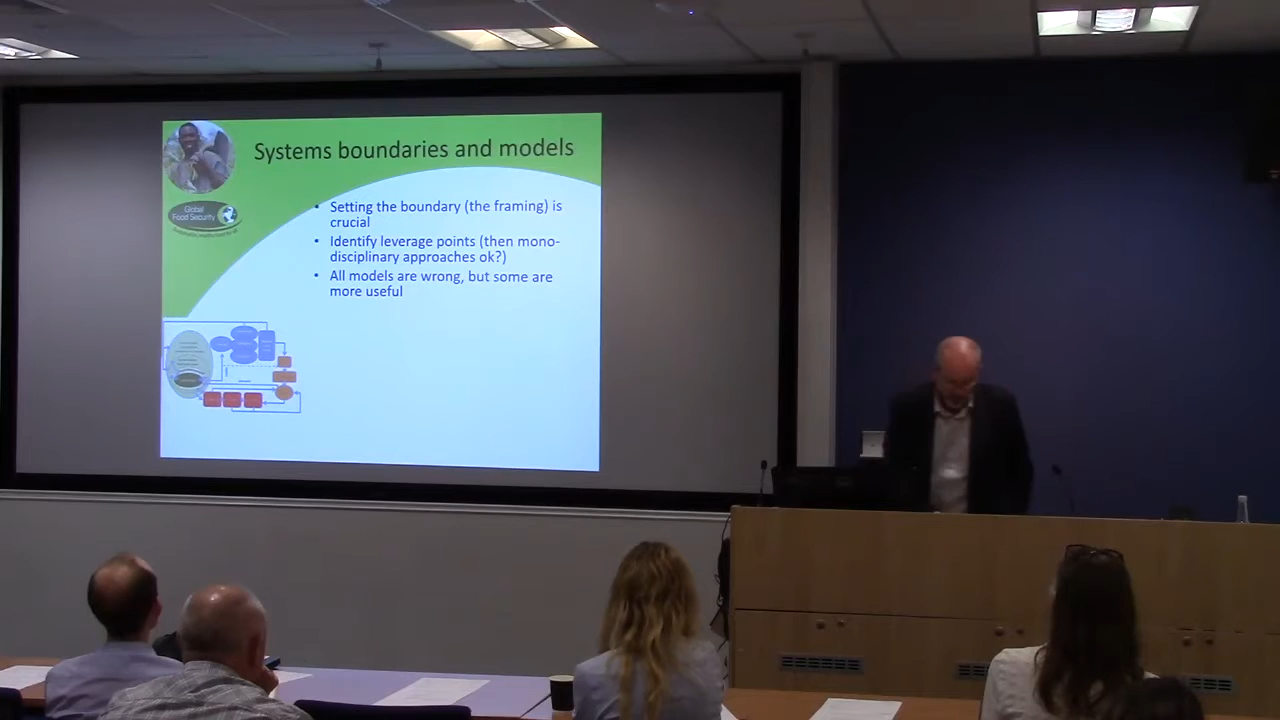 Systems boundaries and models
Global
Food Security
• Setting the boundary (the framing) is
crucial
• Identify leverage points (then mono-
disciplinary approaches ok?)
• All models are wrong, but some are
more useful